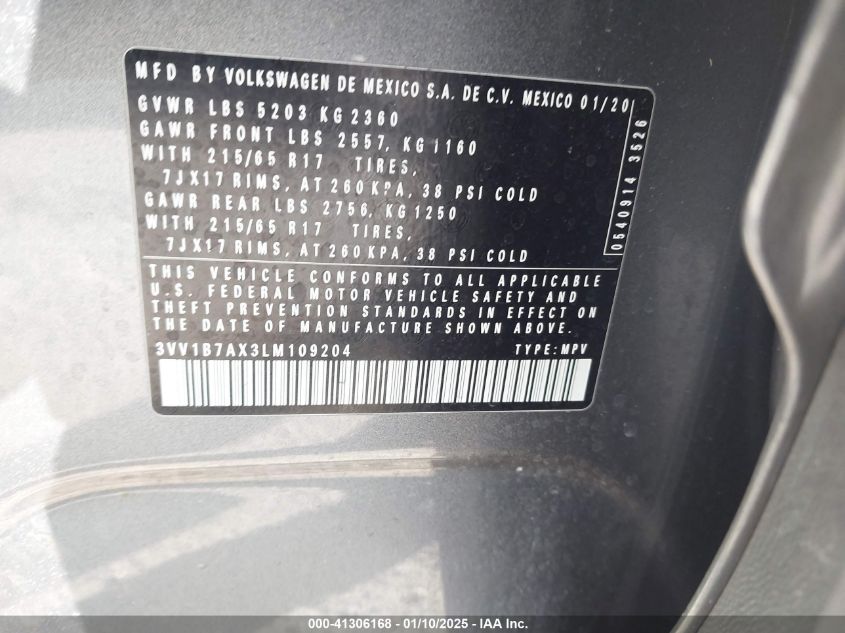 MFD BY VOLKSWAGEN DE MEXICO S.A. DE C.V. MEXICO 01/20
GVWR LBS 5203 KG 2360
GAWR FRONT LBS 2557, KG 1160
WITH 215/65 R17 TIRES,
7JX17 RIMS, AT 260 KPA, 38 PSI COLD
GAWR REAR LBS 2756, KG 1250
WITH 215/65 R17 TIRES,
7JX17 RIMS, AT 260 KPA, 38 PSI COLD
0540914 3526
THIS VEHICLE CONFORMS TO ALL APPLICABLE
U.S. FEDERAL MOTOR VEHICLE SAFETY AND
THEFT PREVENTION STANDARDS IN EFFECT ON
THE DATE OF MANUFACTURE SHOWN ABOVE.
3VV1B7AX3LM109204 TYPE: MPV
000-41306168 - 01/10/2025 - IAA Inc.